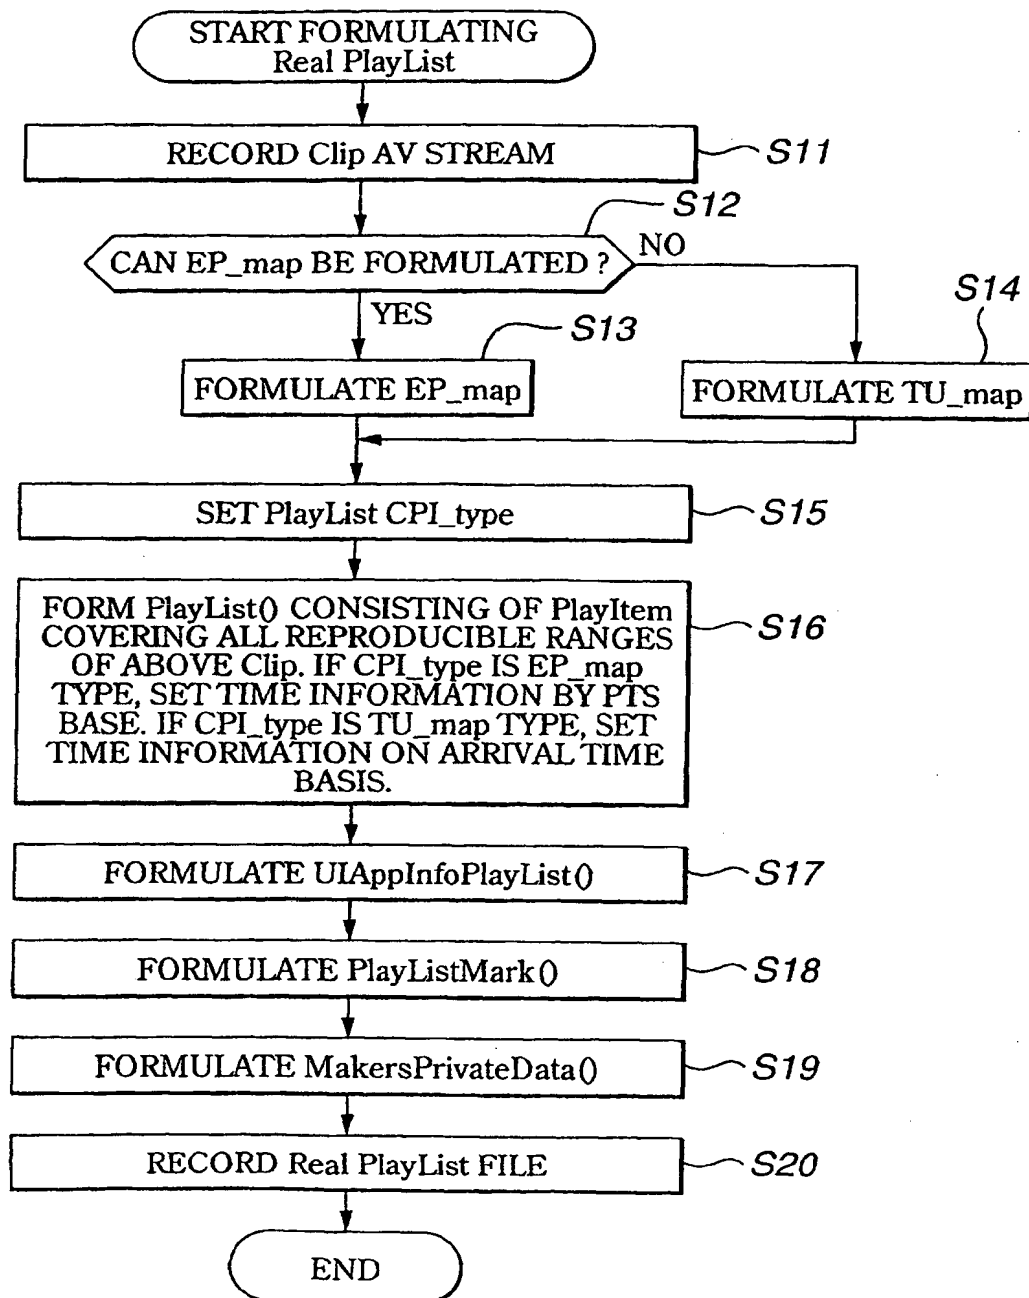 START FORMULATING
Real PlayList
RECORD Clip AV STREAM
S11
S12
CAN EP_map BE FORMULATED ?
NO
YES
S13
S14
FORMULATE EP_map
FORMULATE TU_map
SET PlayList CPI_type
S15
FORM PlayList() CONSISTING OF PlayItem
COVERING ALL REPRODUCIBLE RANGES
OF ABOVE Clip. IF CPI_type IS EP_map
TYPE, SET TIME INFORMATION BY PTS
BASE. IF CPI_type IS TU_map TYPE, SET
TIME INFORMATION ON ARRIVAL TIME
BASIS.
S16
FORMULATE UIAppInfoPlayList()
S17
FORMULATE PlayListMark()
S18
FORMULATE MakersPrivateData()
S19
RECORD Real PlayList FILE
S20
END